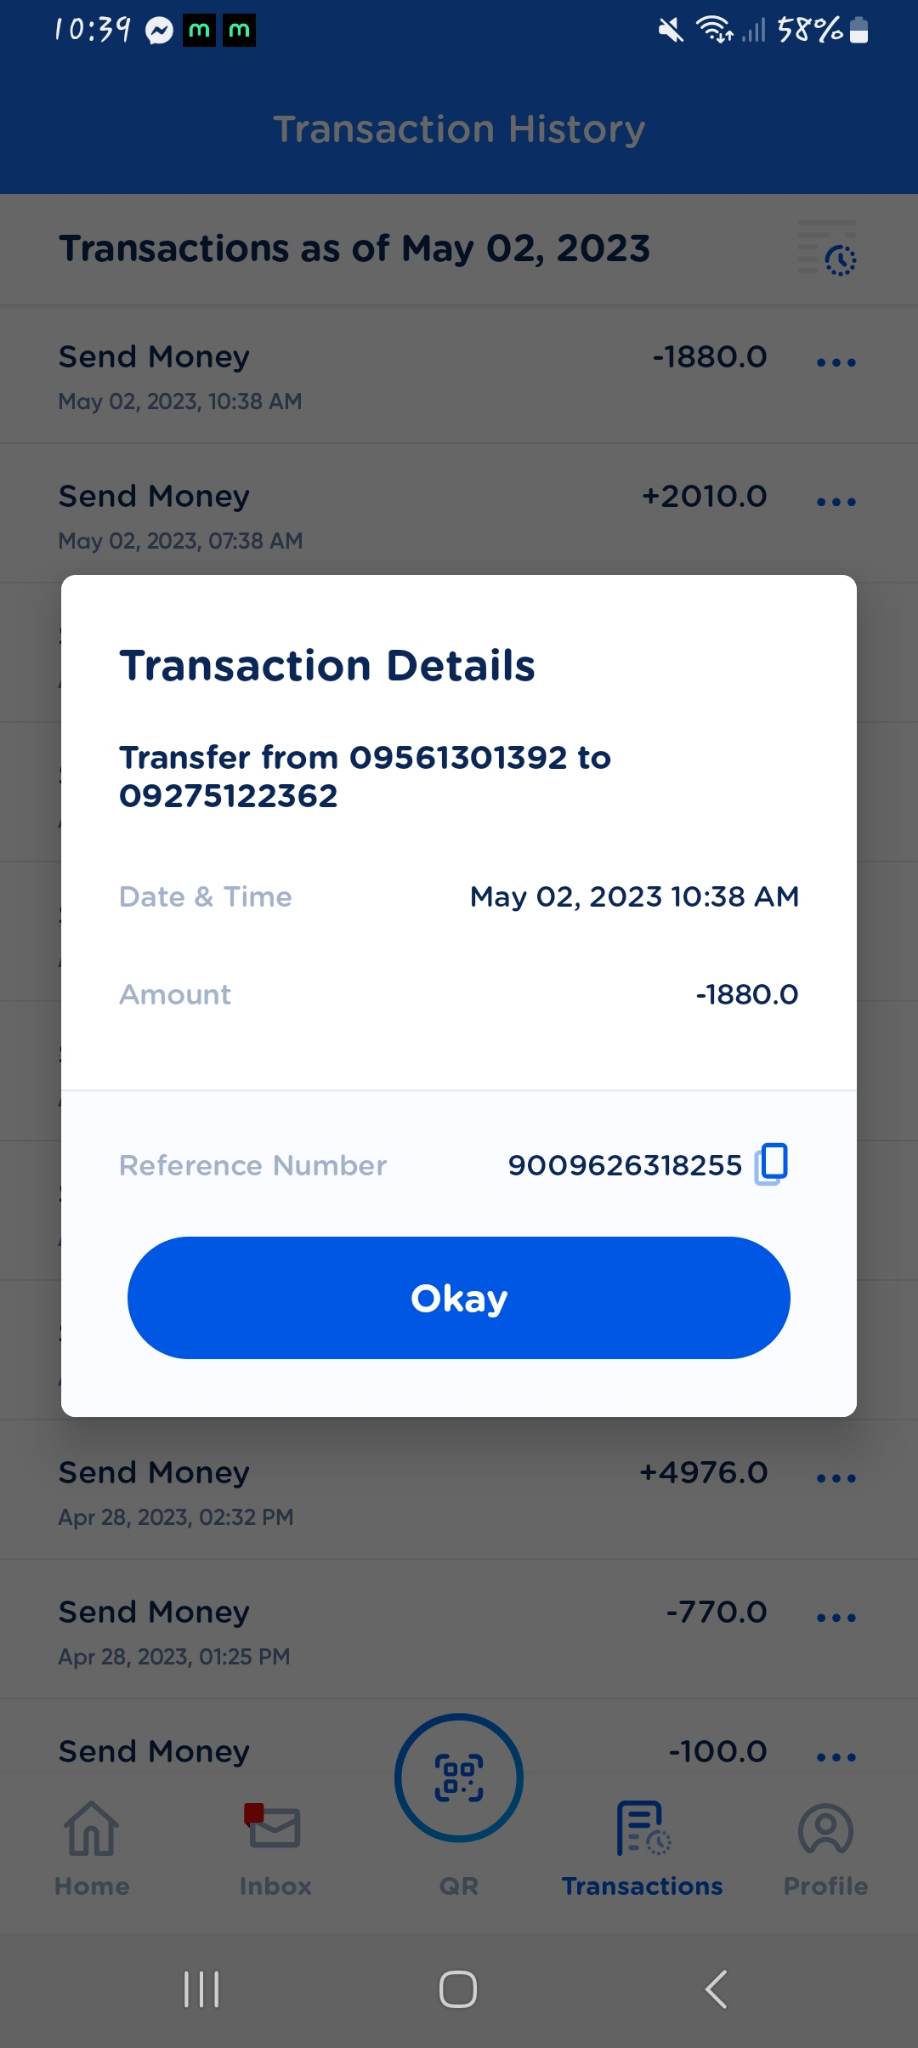 10:39
58%
Transaction History
Transactions as of May 02, 2023
Send Money -1880.0
May 02, 2023, 10:38 AM
Send Money +2010.0
May 02, 2023, 07:38 AM
Transaction Details
Transfer from 09561301392 to
09275122362
Date & Time May 02, 2023 10:38 AM
Amount -1880.0
Reference Number 9009626318255
Okay
Send Money +4976.0
Apr 28, 2023, 02:32 PM
Send Money -770.0
Apr 28, 2023, 01:25 PM
Send Money -100.0
Home Inbox QR Transactions Profile